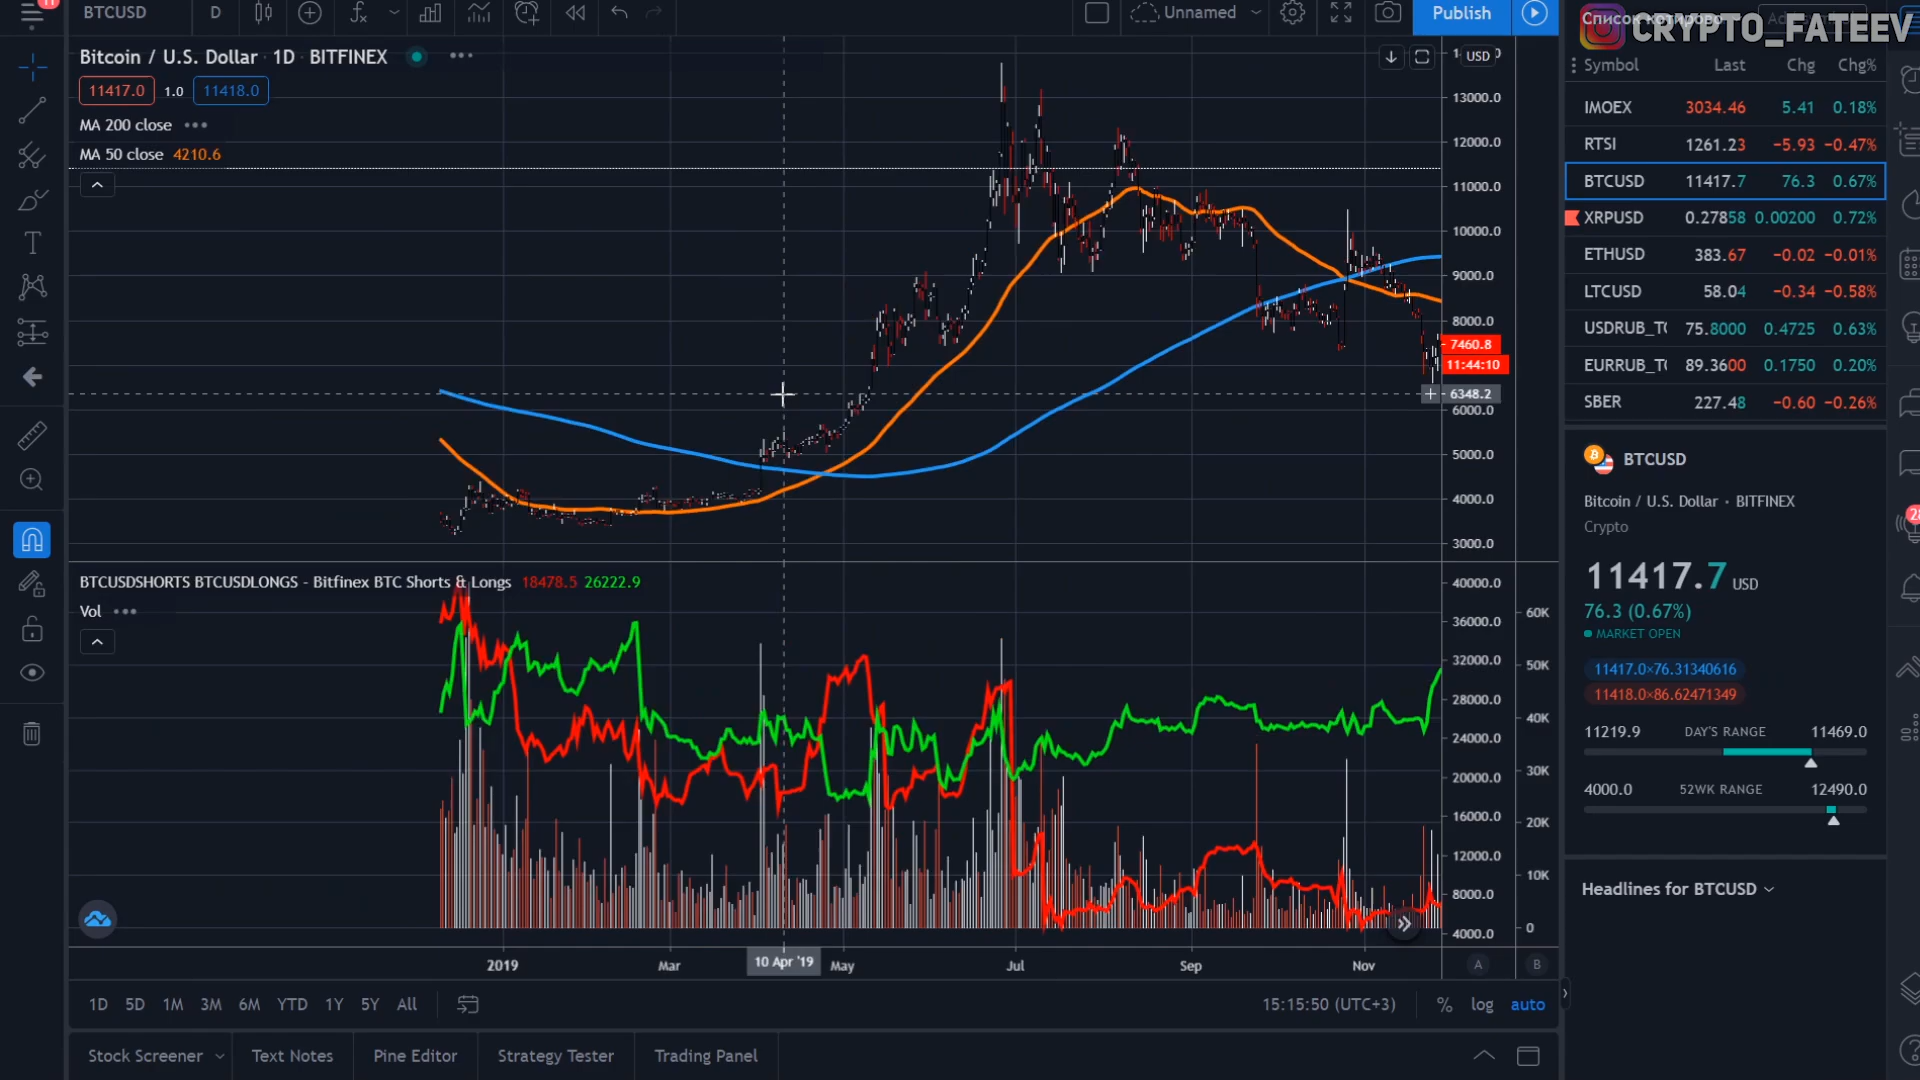 11
BTCUSD D Unnamed Publish
CRYPTO_FATEEV
Bitcoin / U.S. Dollar · 1D · BITFINEX
11417.0 1.0 11418.0
MA 200 close
MA 50 close 4210.6
USD
13000.0
12000.0
11000.0
10000.0
9000.0
8000.0
7460.8
11:44:10
6348.2
6000.0
5000.0
4000.0
3000.0
BTCUSDSHORTS BTCUSDLONGS - Bitfinex BTC Shorts & Longs 18478.5 26222.9
Vol
40000.0
36000.0 60K
32000.0 50K
28000.0
24000.0 40K
20000.0 30K
16000.0 20K
12000.0
8000.0 10K
4000.0 0
2019 Mar 10 Apr '19 May Jul Sep Nov A B
1D 5D 1M 3M 6M YTD 1Y 5Y All 15:15:50 (UTC+3) % log auto
Stock Screener Text Notes Pine Editor Strategy Tester Trading Panel
Symbol Last Chg Chg%
IMOEX 3034.46 5.41 0.18%
RTSI 1261.23 −5.93 −0.47%
BTCUSD 11417.7 76.3 0.67%
XRPUSD 0.27858 0.00200 0.72%
ETHUSD 383.67 −0.02 −0.01%
LTCUSD 58.04 −0.34 −0.58%
USDRUB_TO 75.8000 0.4725 0.63%
EURRUB_TO 89.3600 0.1750 0.20%
SBER 227.48 −0.60 −0.26%
BTCUSD
Bitcoin / U.S. Dollar · BITFINEX
Crypto
11417.7 USD
76.3 (0.67%)
MARKET OPEN
11417.0×76.31340616
11418.0×86.62471349
11219.9 DAY'S RANGE 11469.0
4000.0 52WK RANGE 12490.0
Headlines for BTCUSD
28